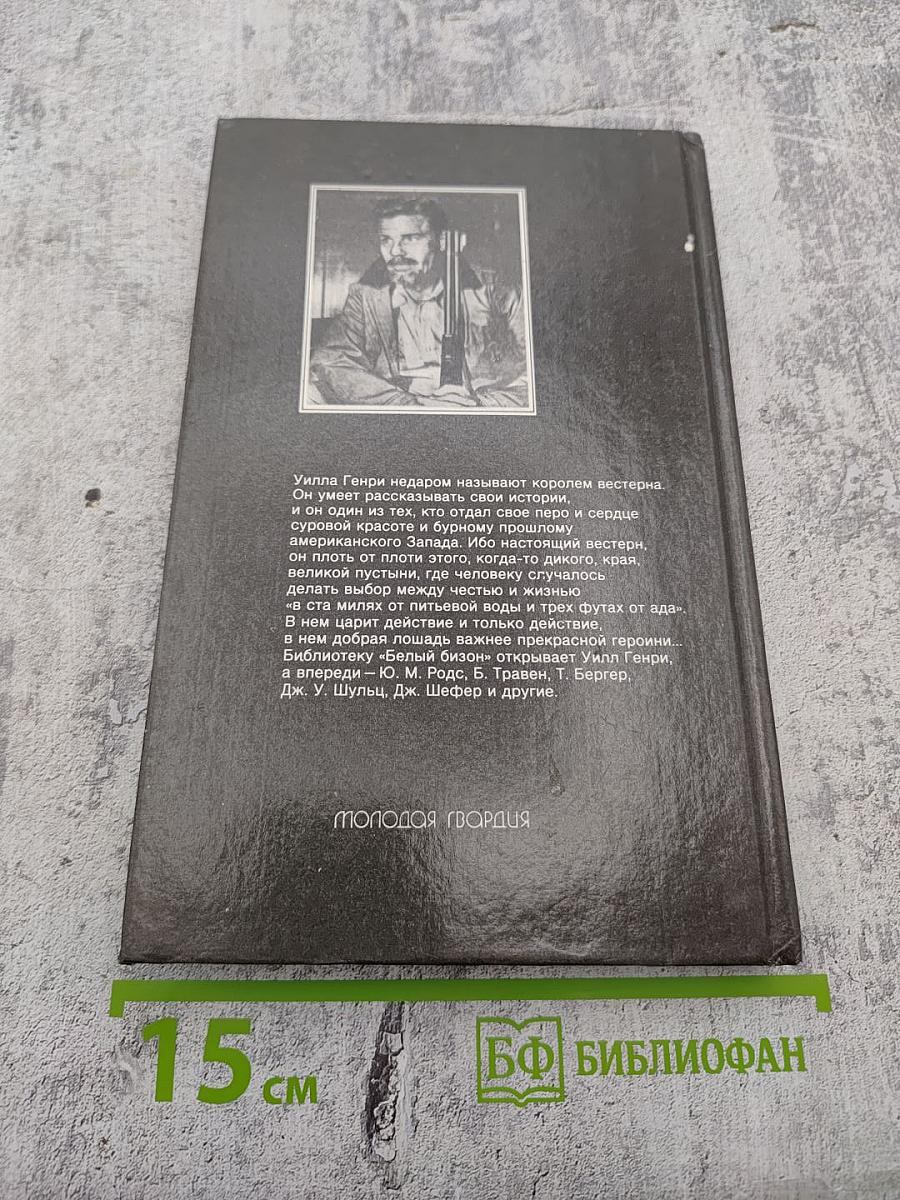 Уилла Генри недаром называют королем вестерна.
Он умеет рассказывать свои истории,
и он один из тех, кто отдал свое перо и сердце
суровой красоте и бурному прошлому
американского Запада. Ибо настоящий вестерн,
он плоть от плоти этого, когда-то дикого, края,
великой пустыни, где человеку случалось
делать выбор между честью и жизнью
«в ста милях от питьевой воды и трех футах от ада».
В нем царит действие и только действие,
в нем добрая лошадь важнее прекрасной героини...
Библиотеку «Белый бизон» открывает Уилл Генри,
а впереди — Ю. М. Родс, Б. Травен, Т. Бергер,
Дж. У. Шульц, Дж. Шефер и другие.
МОЛОДАЯ ГВАРДИЯ
15 см
БФ БИБЛИОФАН